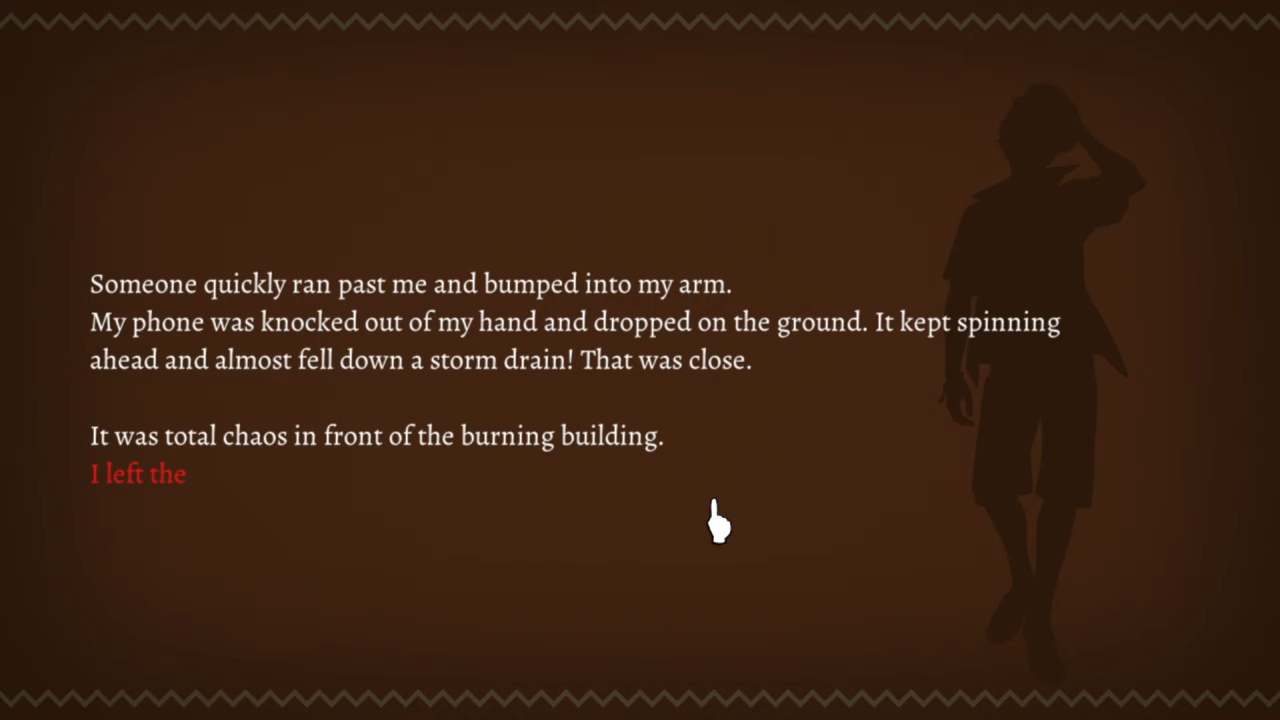 Someone quickly ran past me and bumped into my arm.
My phone was knocked out of my hand and dropped on the ground. It kept spinning
ahead and almost fell down a storm drain! That was close.
It was total chaos in front of the burning building.
I left the